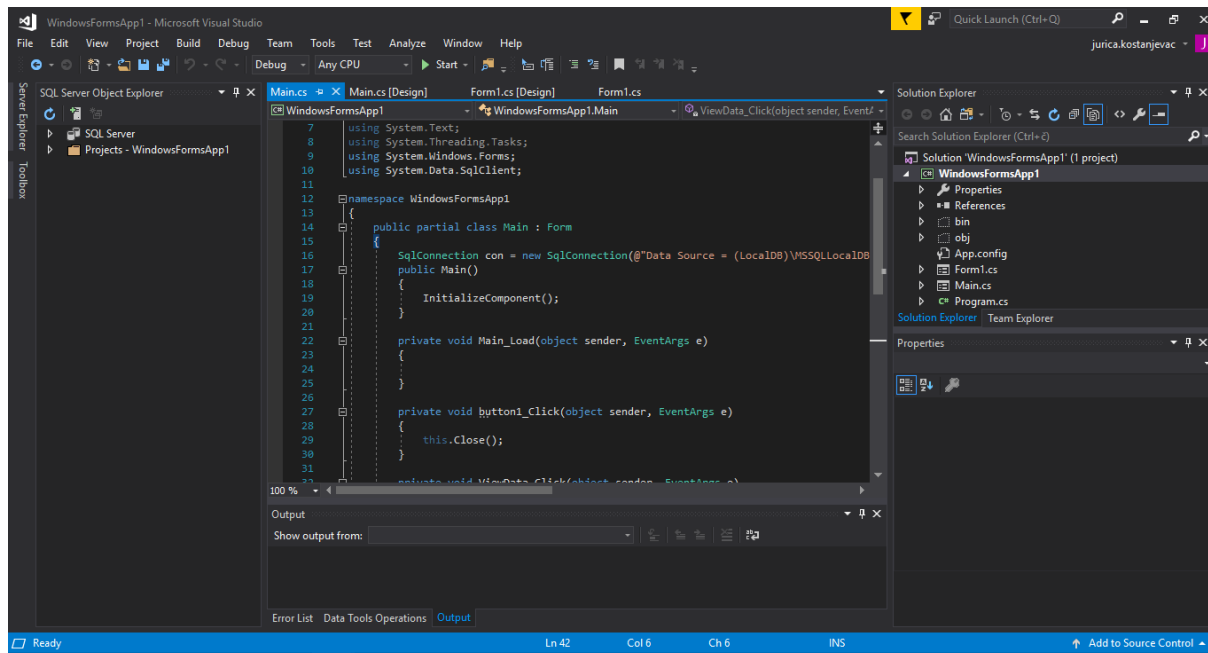 WindowsFormsApp1 - Microsoft Visual Studio
Quick Launch (Ctrl+Q)
File Edit View Project Build Debug Team Tools Test Analyze Window Help
jurica.kostanjevac
J
Debug Any CPU Start
Server Explorer
Toolbox
SQL Server Object Explorer
SQL Server
Projects - WindowsFormsApp1
Main.cs Main.cs [Design] Form1.cs [Design] Form1.cs
WindowsFormsApp1 WindowsFormsApp1.Main ViewData_Click(object sender, EventA
7 using System.Text;
8 using System.Threading.Tasks;
9 using System.Windows.Forms;
10 using System.Data.SqlClient;
11
12 namespace WindowsFormsApp1
13 {
14 public partial class Main : Form
15 {
16 SqlConnection con = new SqlConnection(@"Data Source = (LocalDB)\MSSQLLocalDB
17 public Main()
18 {
19 InitializeComponent();
20 }
21
22 private void Main_Load(object sender, EventArgs e)
23 {
24
25 }
26
27 private void button1_Click(object sender, EventArgs e)
28 {
29 this.Close();
30 }
31
32 private void ViewData_Click(object sender, EventArgs e)
100 %
Output
Show output from:
Error List Data Tools Operations Output
Solution Explorer
Search Solution Explorer (Ctrl+č)
Solution 'WindowsFormsApp1' (1 project)
C# WindowsFormsApp1
Properties
References
bin
obj
App.config
Form1.cs
Main.cs
C# Program.cs
Solution Explorer Team Explorer
Properties
Ready Ln 42 Col 6 Ch 6 INS Add to Source Control